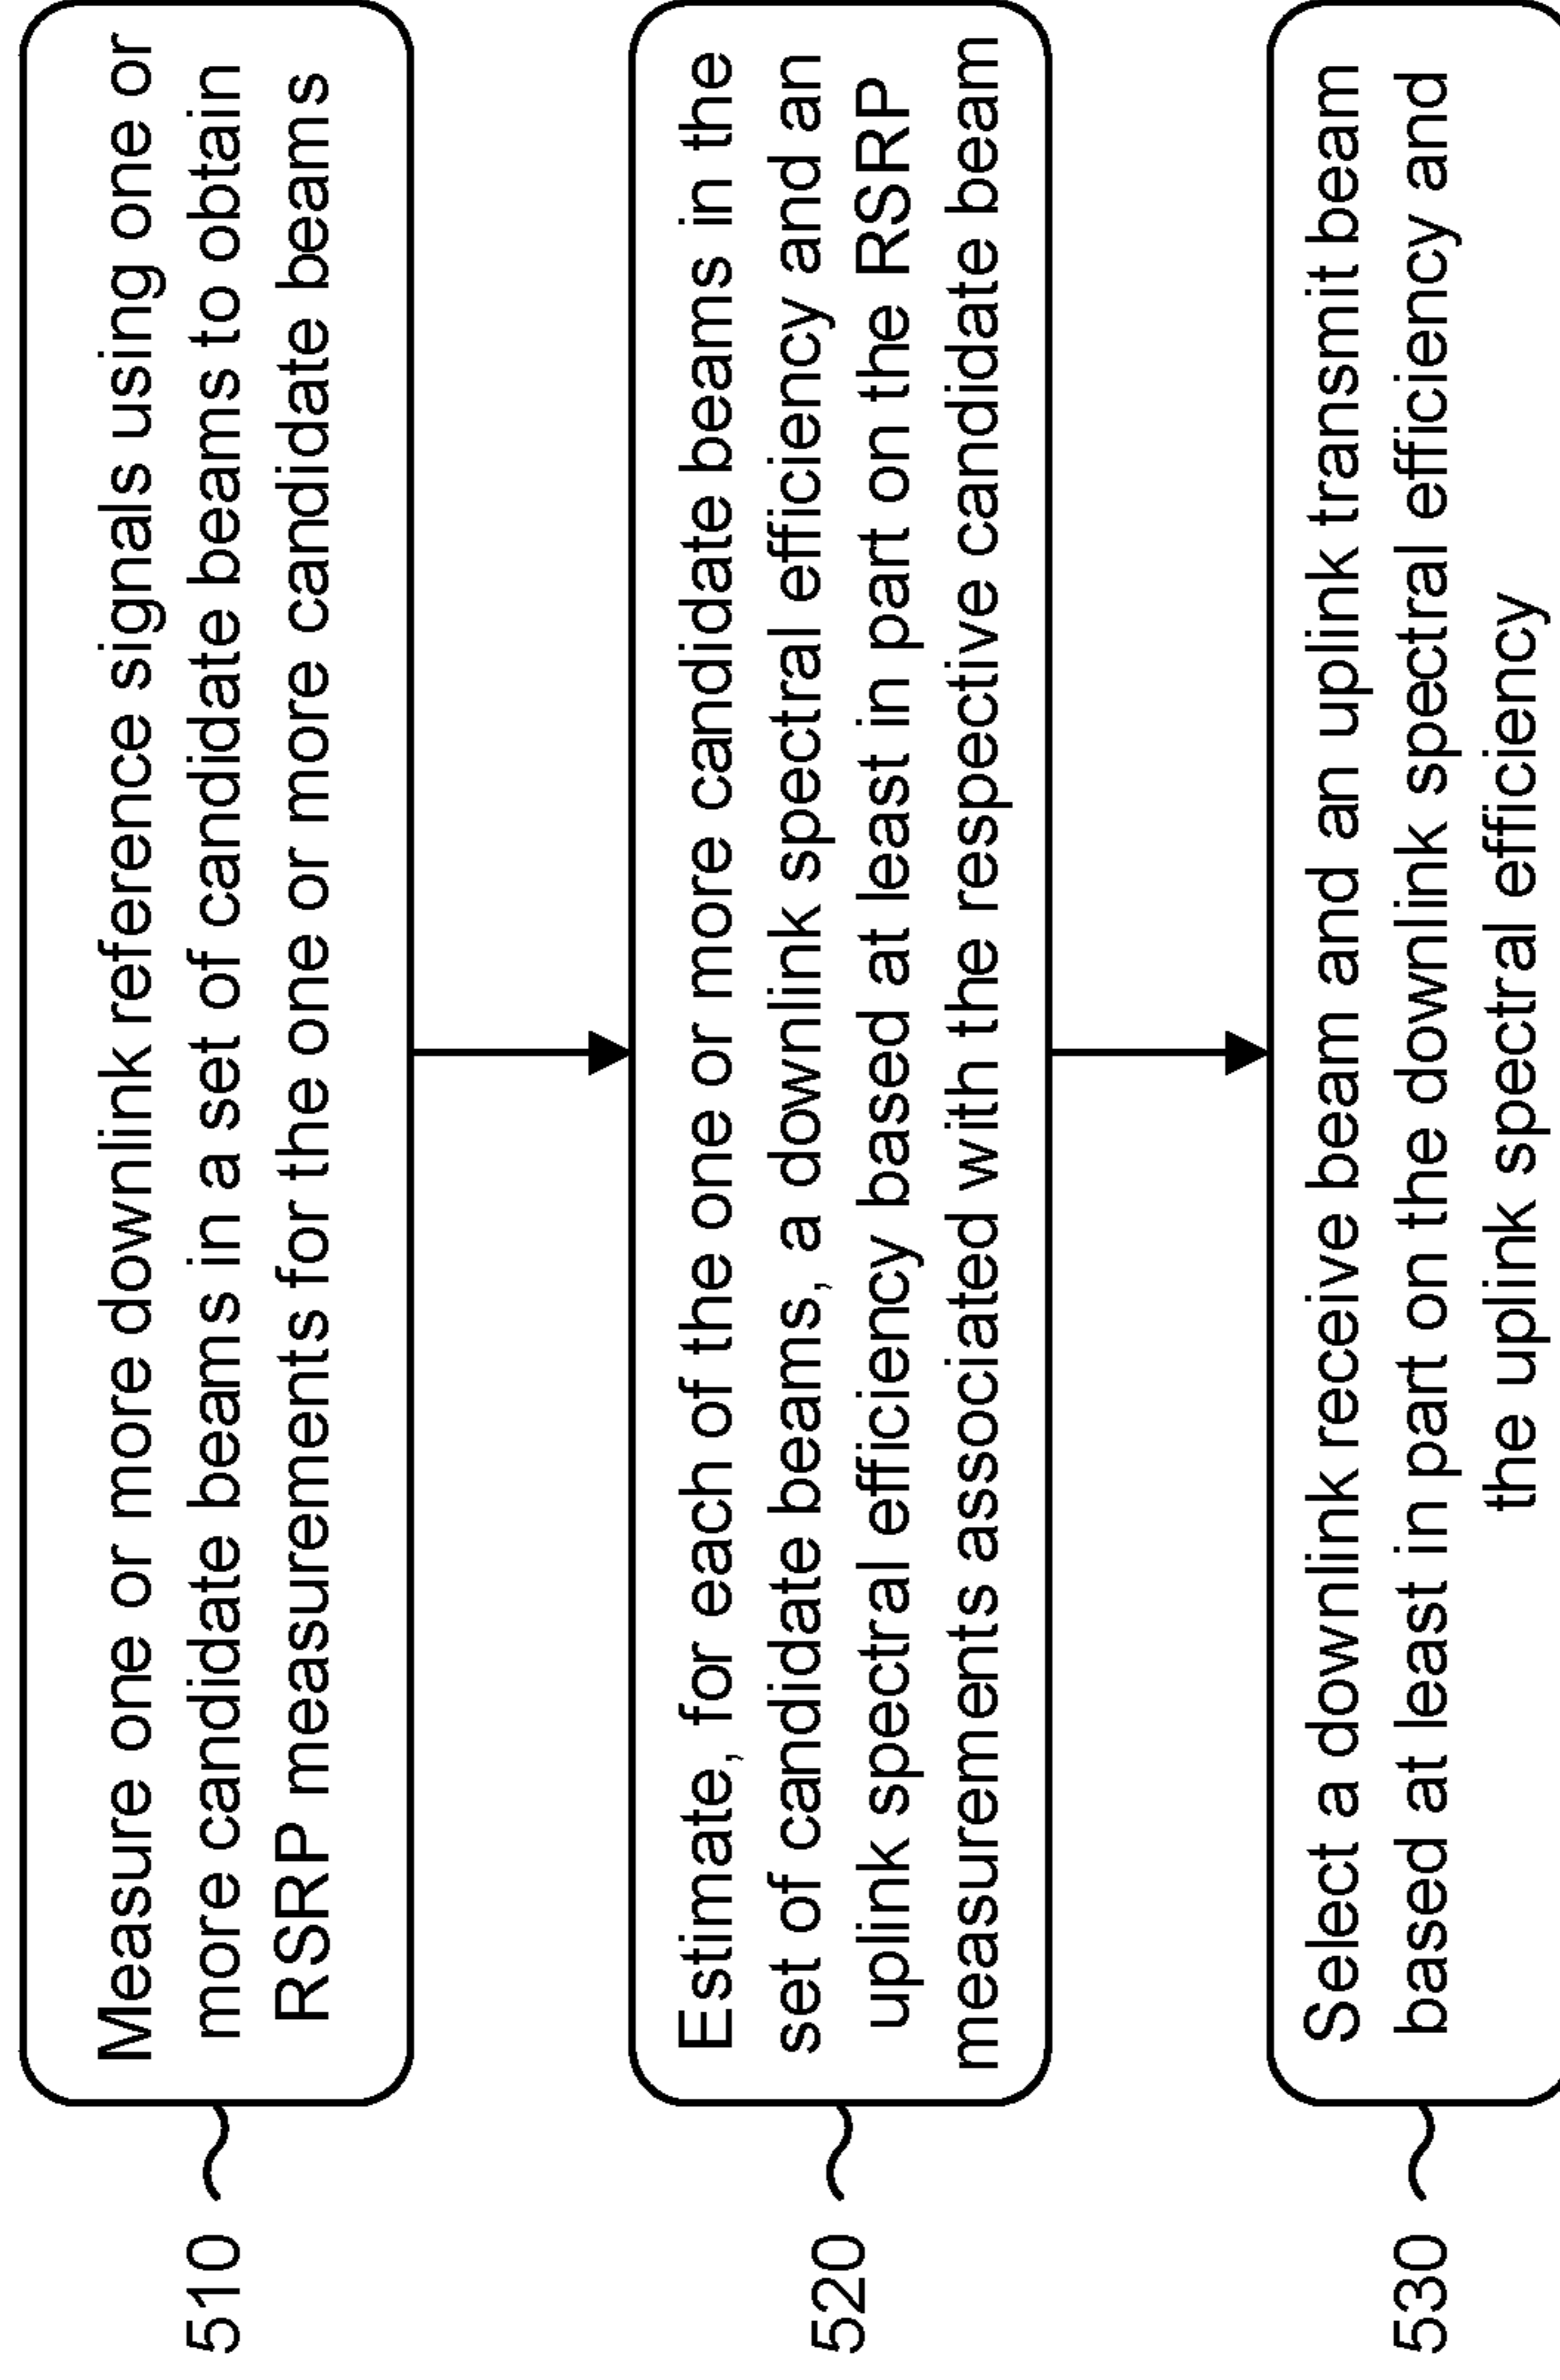 510
Measure one or more downlink reference signals using one or
more candidate beams in a set of candidate beams to obtain
RSRP measurements for the one or more candidate beams
520
Estimate, for each of the one or more candidate beams in the
set of candidate beams, a downlink spectral efficiency and an
uplink spectral efficiency based at least in part on the RSRP
measurements associated with the respective candidate beam
530
Select a downlink receive beam and an uplink transmit beam
based at least in part on the downlink spectral efficiency and
the uplink spectral efficiency